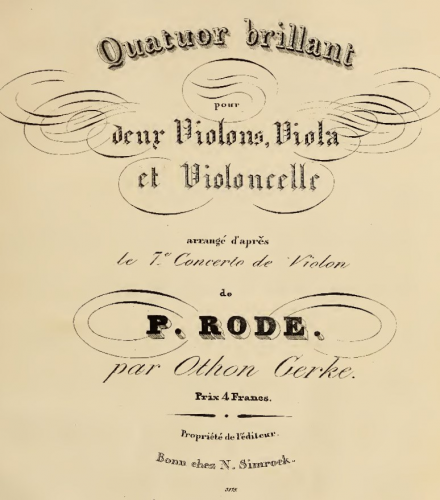 Quatuor brillant
pour
deux Violons, Viola
et Violoncelle
arrangé d'après
le 7.e Concerto de Violon
de
P. RODE.
par Othon Gerke.
Prix 4 Francs.
Propriété de l'éditeur.
Bonn chez N. Simrock.